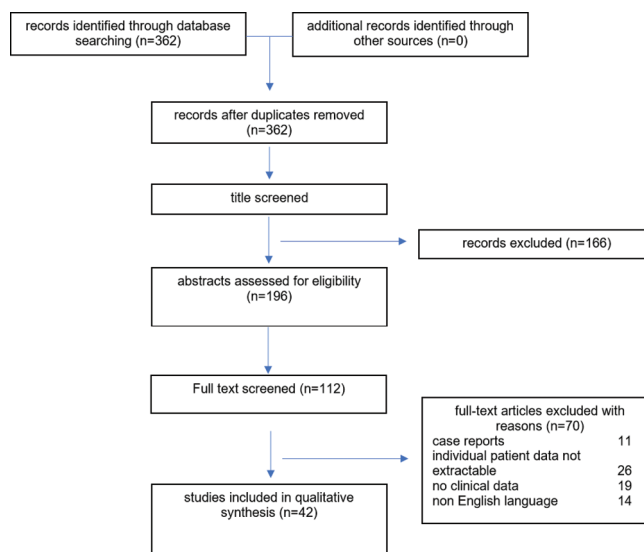 records identified through database
searching (n=362)
additional records identified through
other sources (n=0)
records after duplicates removed
(n=362)
title screened
records excluded (n=166)
abstracts assessed for eligibility
(n=196)
Full text screened (n=112)
full-text articles excluded with
reasons (n=70)
case reports 11
individual patient data not
extractable 26
no clinical data 19
non English language 14
studies included in qualitative
synthesis (n=42)